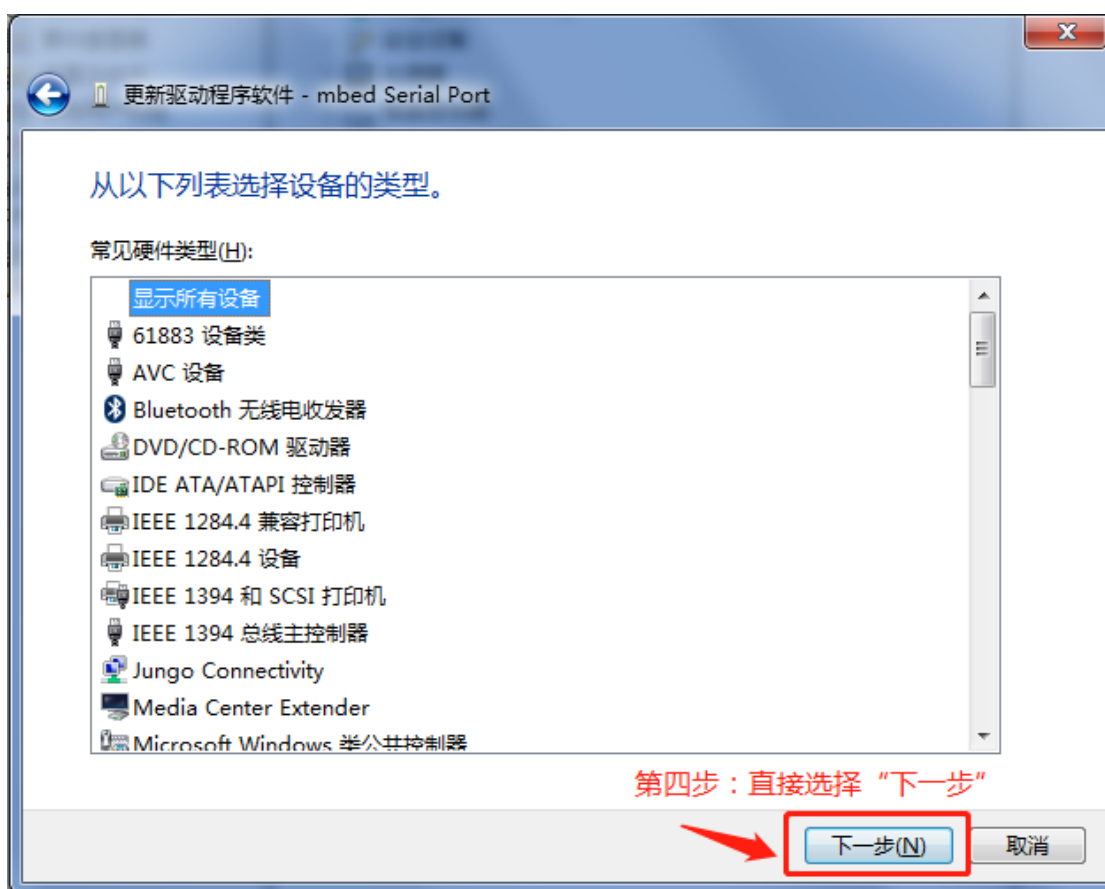 更新驱动程序软件 - mbed Serial Port
从以下列表选择设备的类型。
常见硬件类型(H):
显示所有设备
61883 设备类
AVC 设备
Bluetooth 无线电收发器
DVD/CD-ROM 驱动器
IDE ATA/ATAPI 控制器
IEEE 1284.4 兼容打印机
IEEE 1284.4 设备
IEEE 1394 和 SCSI 打印机
IEEE 1394 总线主控制器
Jungo Connectivity
Media Center Extender
Microsoft Windows 类公共控制器
第四步：直接选择“下一步”
下一步(N) 取消